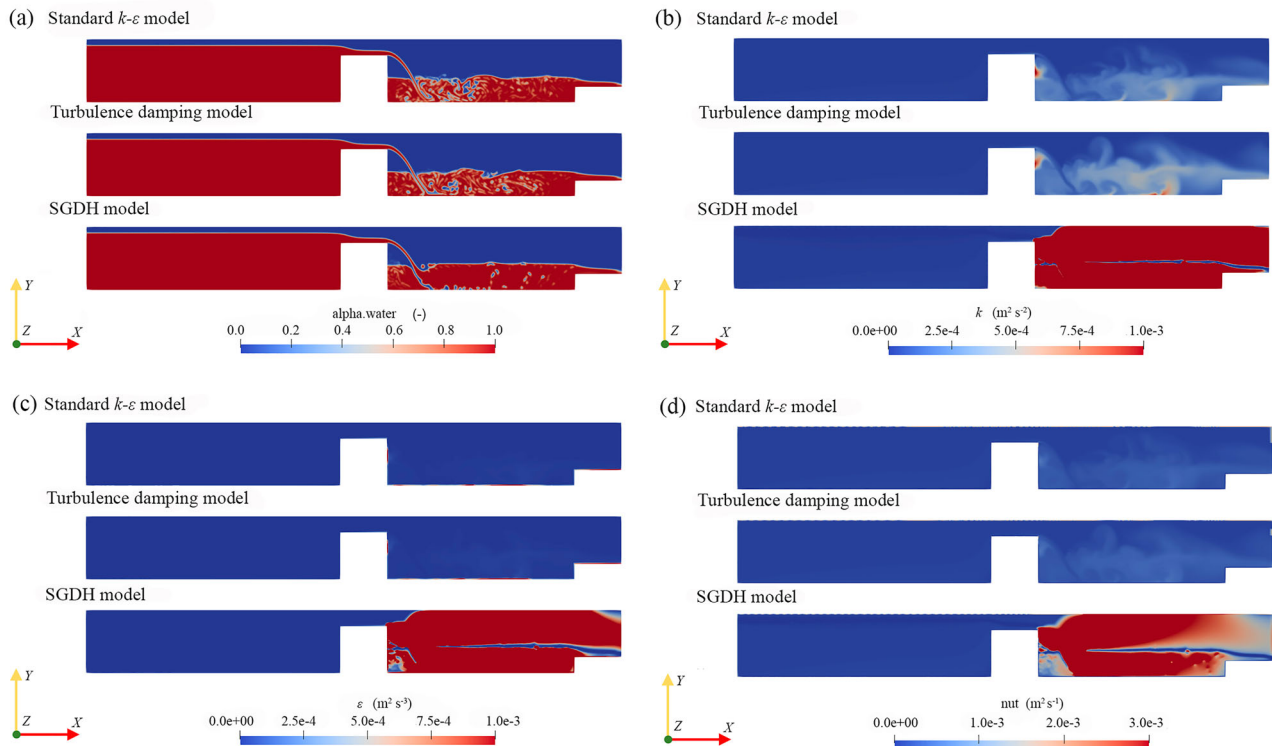 (a) Standard k-ε model
Turbulence damping model
SGDH model
Y
Z
X
alpha.water (-)
0.0 0.2 0.4 0.6 0.8 1.0
(b) Standard k-ε model
Turbulence damping model
SGDH model
Y
Z
X
k (m² s⁻²)
0.0e+00 2.5e-4 5.0e-4 7.5e-4 1.0e-3
(c) Standard k-ε model
Turbulence damping model
SGDH model
Y
Z
X
ε (m² s⁻³)
0.0e+00 2.5e-4 5.0e-4 7.5e-4 1.0e-3
(d) Standard k-ε model
Turbulence damping model
SGDH model
Y
Z
X
nut (m² s⁻¹)
0.0e+00 1.0e-3 2.0e-3 3.0e-3